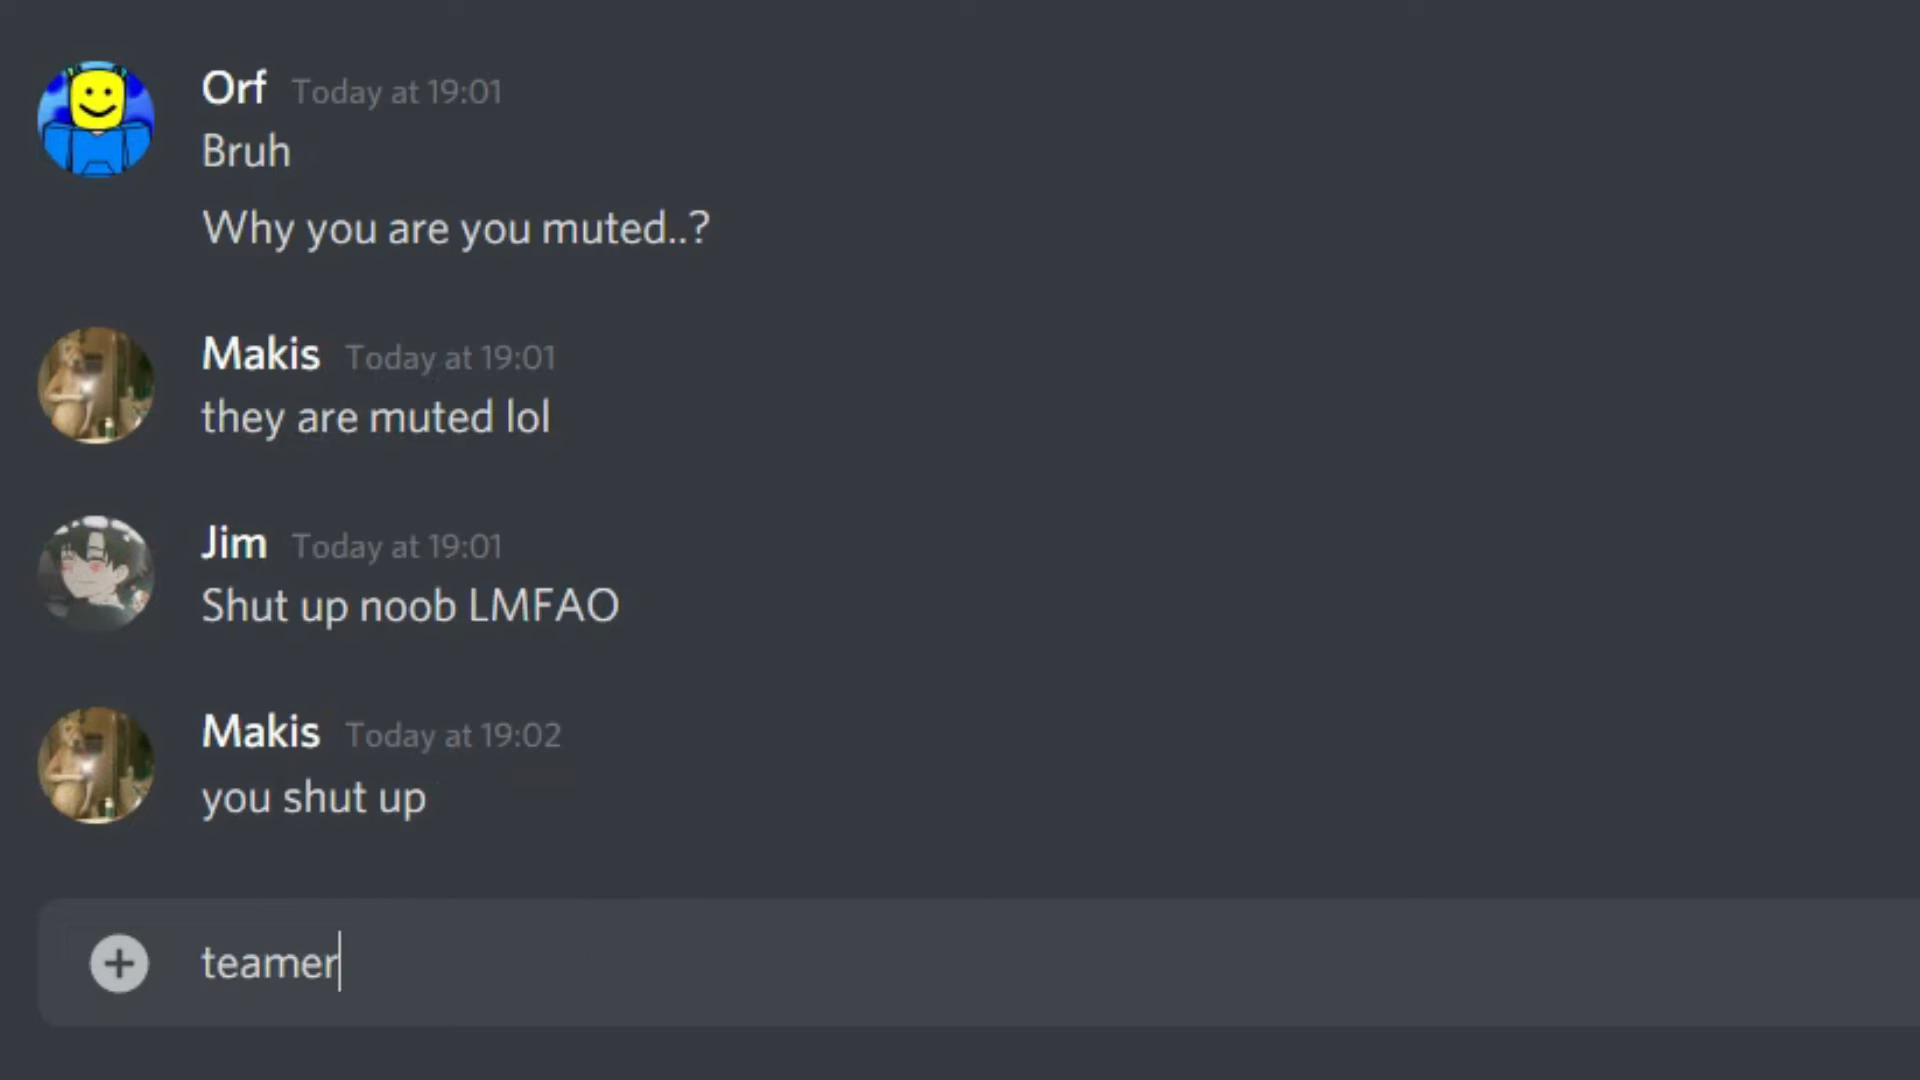 Orf Today at 19:01
Bruh
Why you are you muted..?
Makis Today at 19:01
they are muted lol
Jim Today at 19:01
Shut up noob LMFAO
Makis Today at 19:02
you shut up
teamer